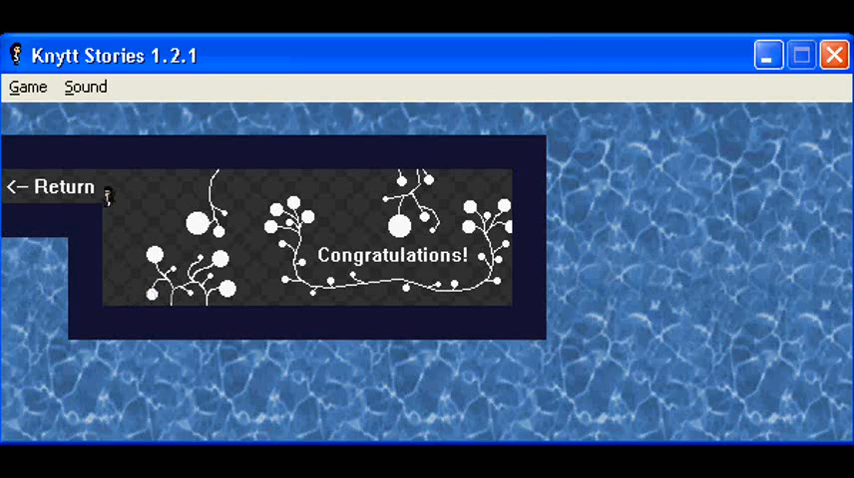 Knytt Stories 1.2.1
Game Sound
<-- Return
Congratulations!